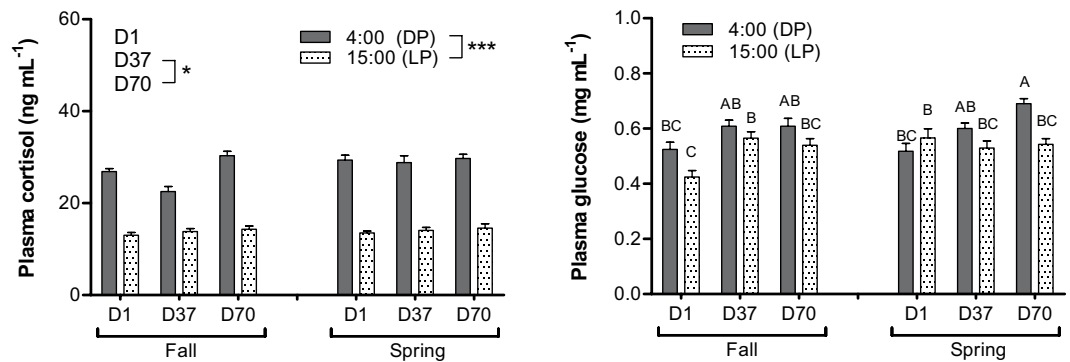 Plasma cortisol (ng mL⁻¹)
60
40
20
0
D1
D37
D70
*
4:00 (DP)
15:00 (LP)
***
D1 D37 D70 D1 D37 D70
Fall Spring
Plasma glucose (mg mL⁻¹)
1.0
0.8
0.6
0.4
0.2
0.0
4:00 (DP)
15:00 (LP)
BC C AB B AB BC BC B AB BC A BC
D1 D37 D70 D1 D37 D70
Fall Spring